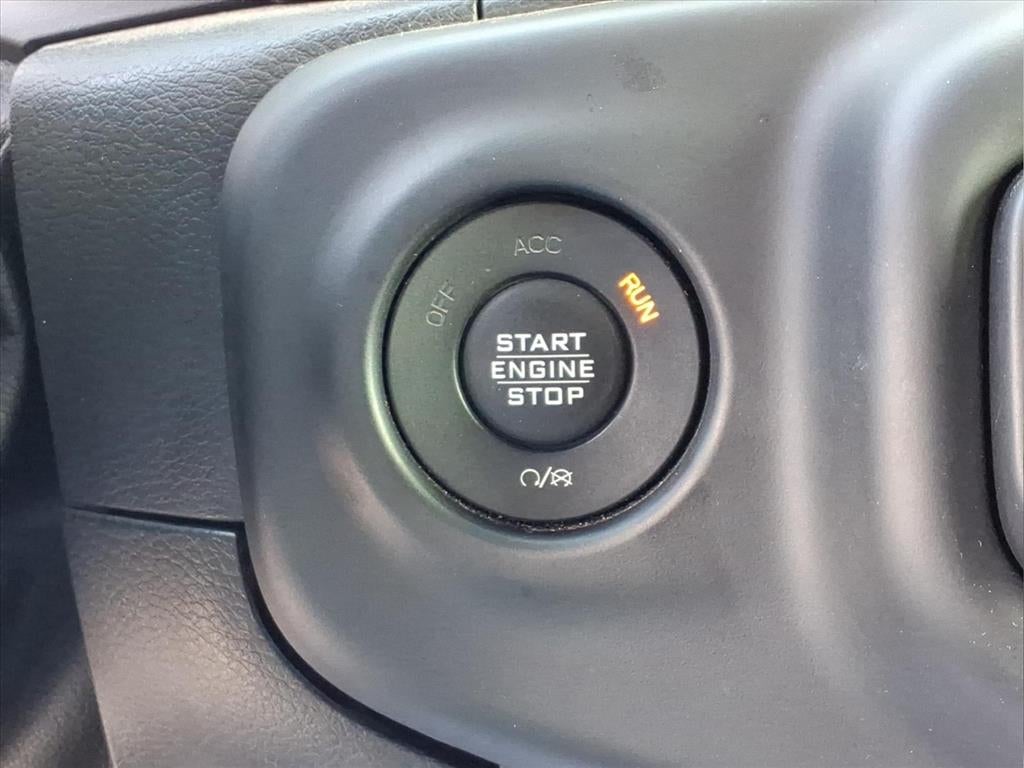 ACC
OFF
RUN
START
ENGINE
STOP